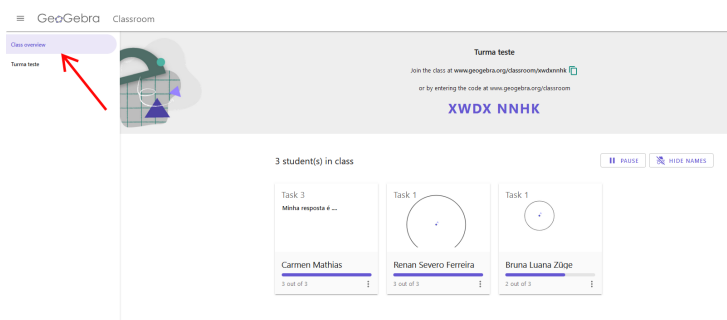 GeoGebra Classroom
Class overview
Turma teste
Turma teste
Join the class at www.geogebra.org/classroom/xwdxnnhk
or by entering the code at www.geogebra.org/classroom
XWDX NNHK
3 student(s) in class
PAUSE
HIDE NAMES
Task 3
Minha resposta é ...
Carmen Mathias
3 out of 3
Task 1
Renan Severo Ferreira
3 out of 3
Task 1
Bruna Luana Züge
2 out of 3